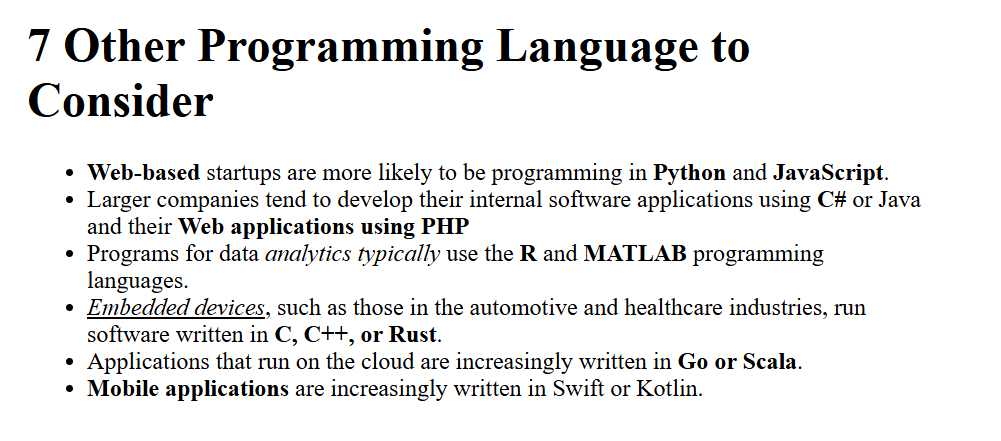 7 Other Programming Language to
Consider
• Web-based startups are more likely to be programming in Python and JavaScript.
• Larger companies tend to develop their internal software applications using C# or Java
and their Web applications using PHP
• Programs for data analytics typically use the R and MATLAB programming
languages.
• Embedded devices, such as those in the automotive and healthcare industries, run
software written in C, C++, or Rust.
• Applications that run on the cloud are increasingly written in Go or Scala.
• Mobile applications are increasingly written in Swift or Kotlin.